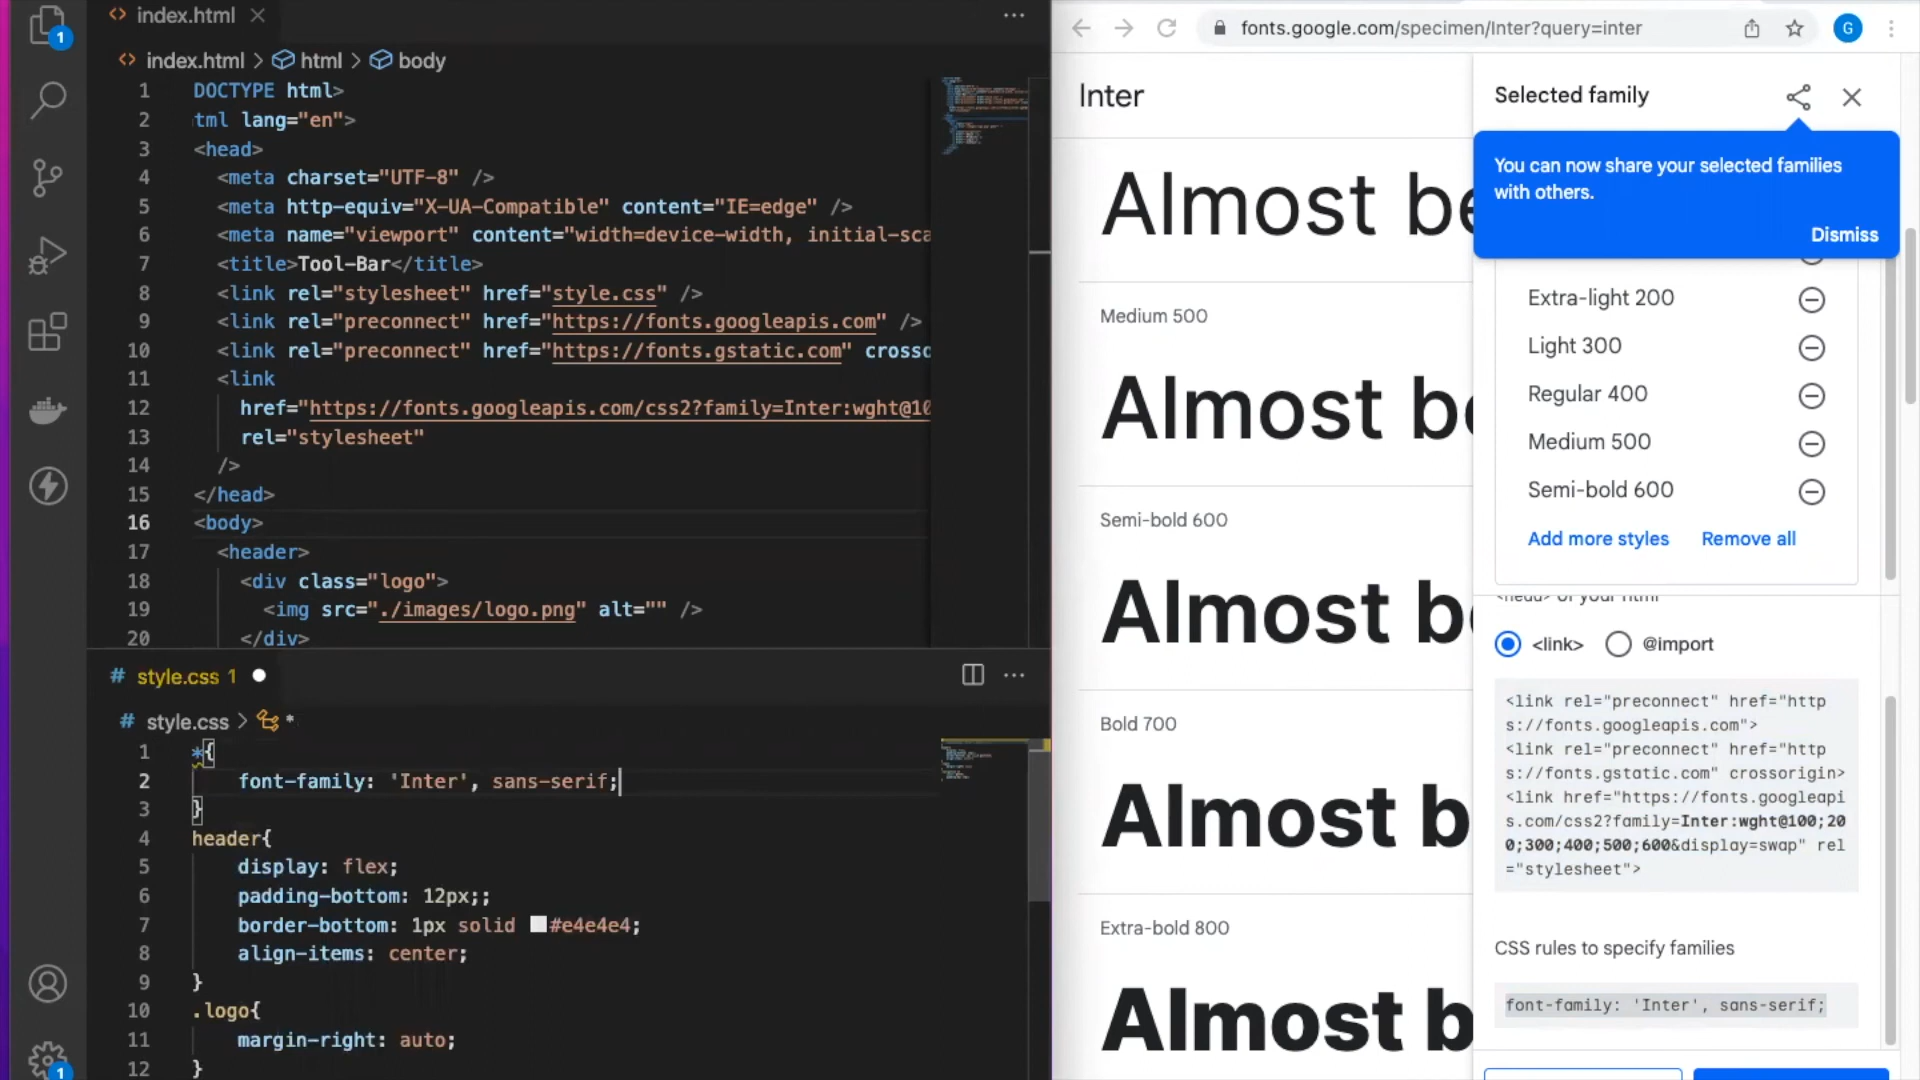 index.html
index.html > html > body
1 DOCTYPE html>
2 tml lang="en">
3 <head>
4 <meta charset="UTF-8" />
5 <meta http-equiv="X-UA-Compatible" content="IE=edge" />
6 <meta name="viewport" content="width=device-width, initial-sca
7 <title>Tool-Bar</title>
8 <link rel="stylesheet" href="style.css" />
9 <link rel="preconnect" href="https://fonts.googleapis.com" />
10 <link rel="preconnect" href="https://fonts.gstatic.com" crosso
11 <link
12 href="https://fonts.googleapis.com/css2?family=Inter:wght@10
13 rel="stylesheet"
14 />
15 </head>
16 <body>
17 <header>
18 <div class="logo">
19 <img src="./images/logo.png" alt="" />
20 </div>
1
1
# style.css 1
# style.css > *
1 *{
2 font-family: 'Inter', sans-serif;
3 }
4 header{
5 display: flex;
6 padding-bottom: 12px;;
7 border-bottom: 1px solid #e4e4e4;
8 align-items: center;
9 }
10 .logo{
11 margin-right: auto;
12 }
fonts.google.com/specimen/Inter?query=inter
G
Inter
Almost be
Medium 500
Almost be
Semi-bold 600
Almost b
Bold 700
Almost b
Extra-bold 800
Almost b
Selected family
You can now share your selected families
with others.
Dismiss
Extra-light 200
Light 300
Regular 400
Medium 500
Semi-bold 600
Add more styles Remove all
<head> of your html
<link> @import
<link rel="preconnect" href="http
s://fonts.googleapis.com">
<link rel="preconnect" href="http
s://fonts.gstatic.com" crossorigin>
<link href="https://fonts.googleapi
s.com/css2?family=Inter:wght@100;20
0;300;400;500;600&display=swap" rel
="stylesheet">
CSS rules to specify families
font-family: 'Inter', sans-serif;